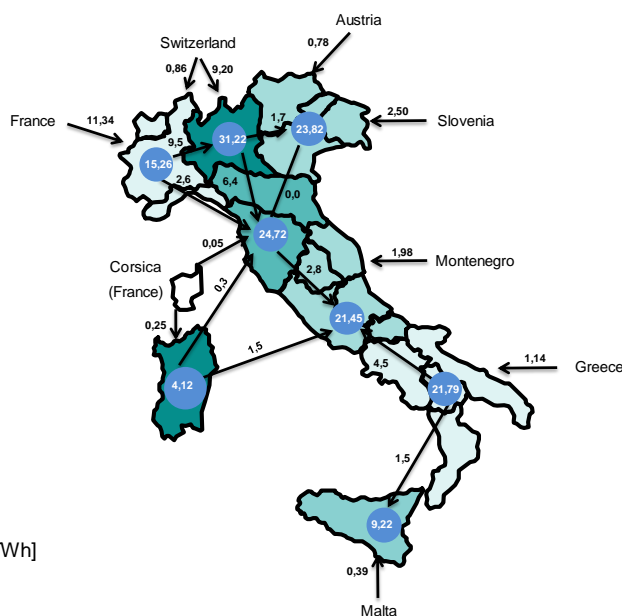 Austria
Switzerland
0,78
0,86
9,20
France
11,34
9,5
31,22
1,7
23,82
2,50
Slovenia
15,26
2,6
6,4
0,0
24,72
0,05
Corsica
(France)
0,3
2,8
1,98
Montenegro
0,25
21,45
1,5
4,5
1,14
Greece
4,12
21,79
1,5
9,22
Wh]
0,39
Malta